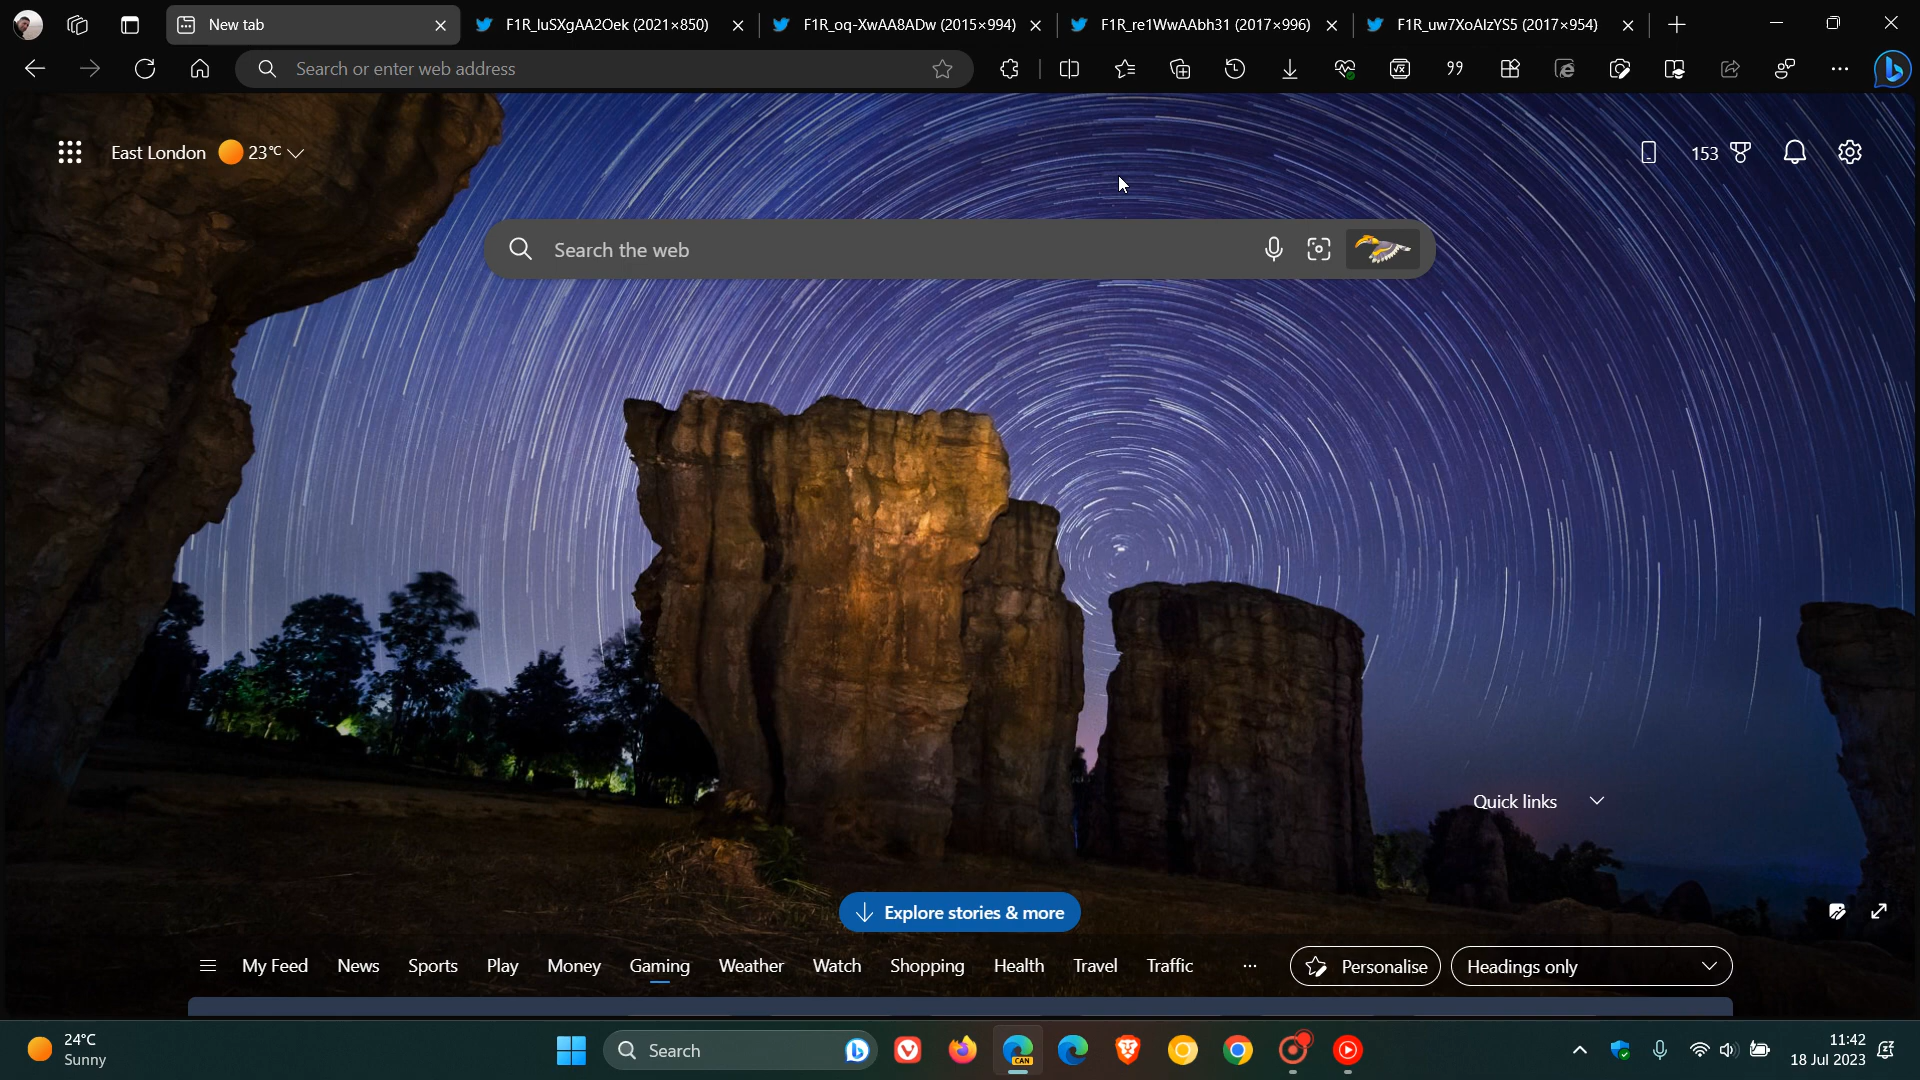 New tab
F1R_luSXgAA2Oek (2021×850)
F1R_oq-XwAA8ADw (2015×994)
F1R_re1WwAAbh31 (2017×996)
F1R_uw7XoAIzYS5 (2017×954)
Search or enter web address
East London 23°C
153
Search the web
Quick links
Explore stories & more
My Feed News Sports Play Money Gaming Weather Watch Shopping Health Travel Traffic ... Personalise Headings only
24°C
Sunny
Search
CAN
11:42
18 Jul 2023